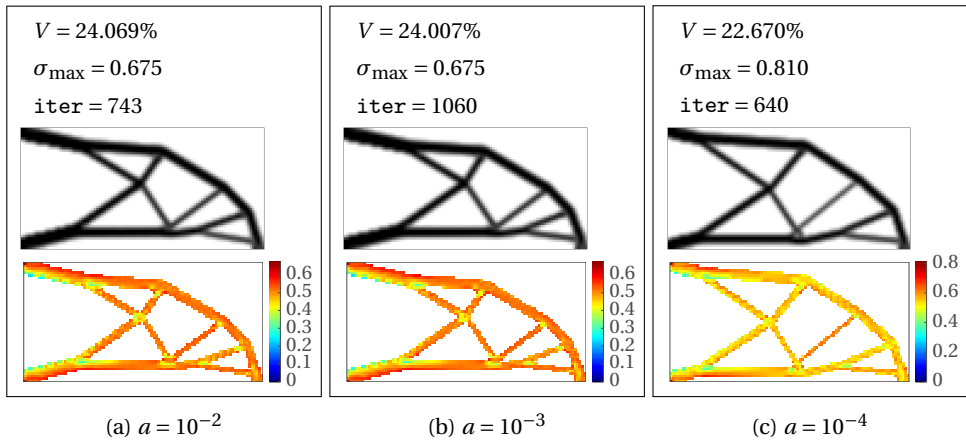 V = 24.069%
σmax = 0.675
iter = 743
0.6
0.5
0.4
0.3
0.2
0.1
0
(a) a = 10⁻²
V = 24.007%
σmax = 0.675
iter = 1060
0.6
0.5
0.4
0.3
0.2
0.1
0
(b) a = 10⁻³
V = 22.670%
σmax = 0.810
iter = 640
0.8
0.6
0.4
0.2
0
(c) a = 10⁻⁴